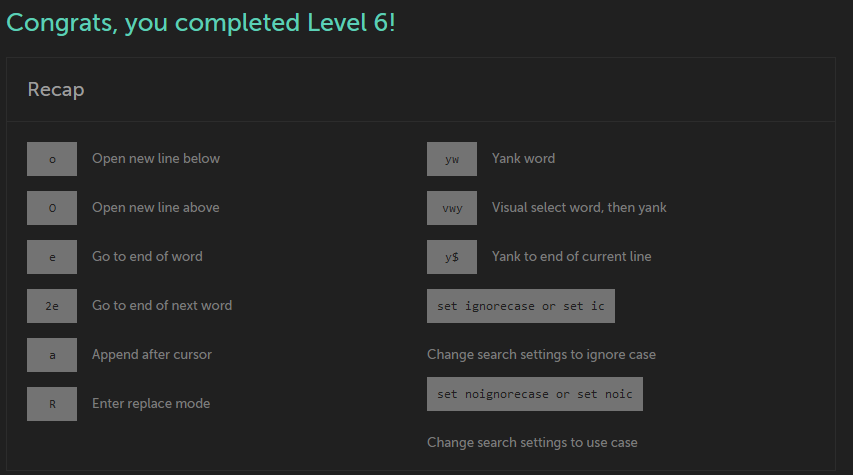 Congrats, you completed Level 6!
Recap
o Open new line below
O Open new line above
e Go to end of word
2e Go to end of next word
a Append after cursor
R Enter replace mode
yw Yank word
vwy Visual select word, then yank
y$ Yank to end of current line
set ignorecase or set ic
Change search settings to ignore case
set noignorecase or set noic
Change search settings to use case